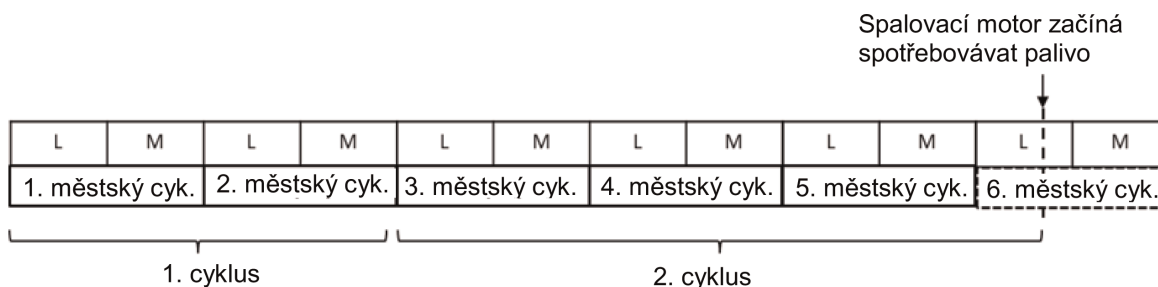 Spalovací motor začíná
spotřebovávat palivo
L M L M L M L M L M L M
1. městský cyk. 2. městský cyk. 3. městský cyk. 4. městský cyk. 5. městský cyk. 6. městský cyk.
1. cyklus 2. cyklus